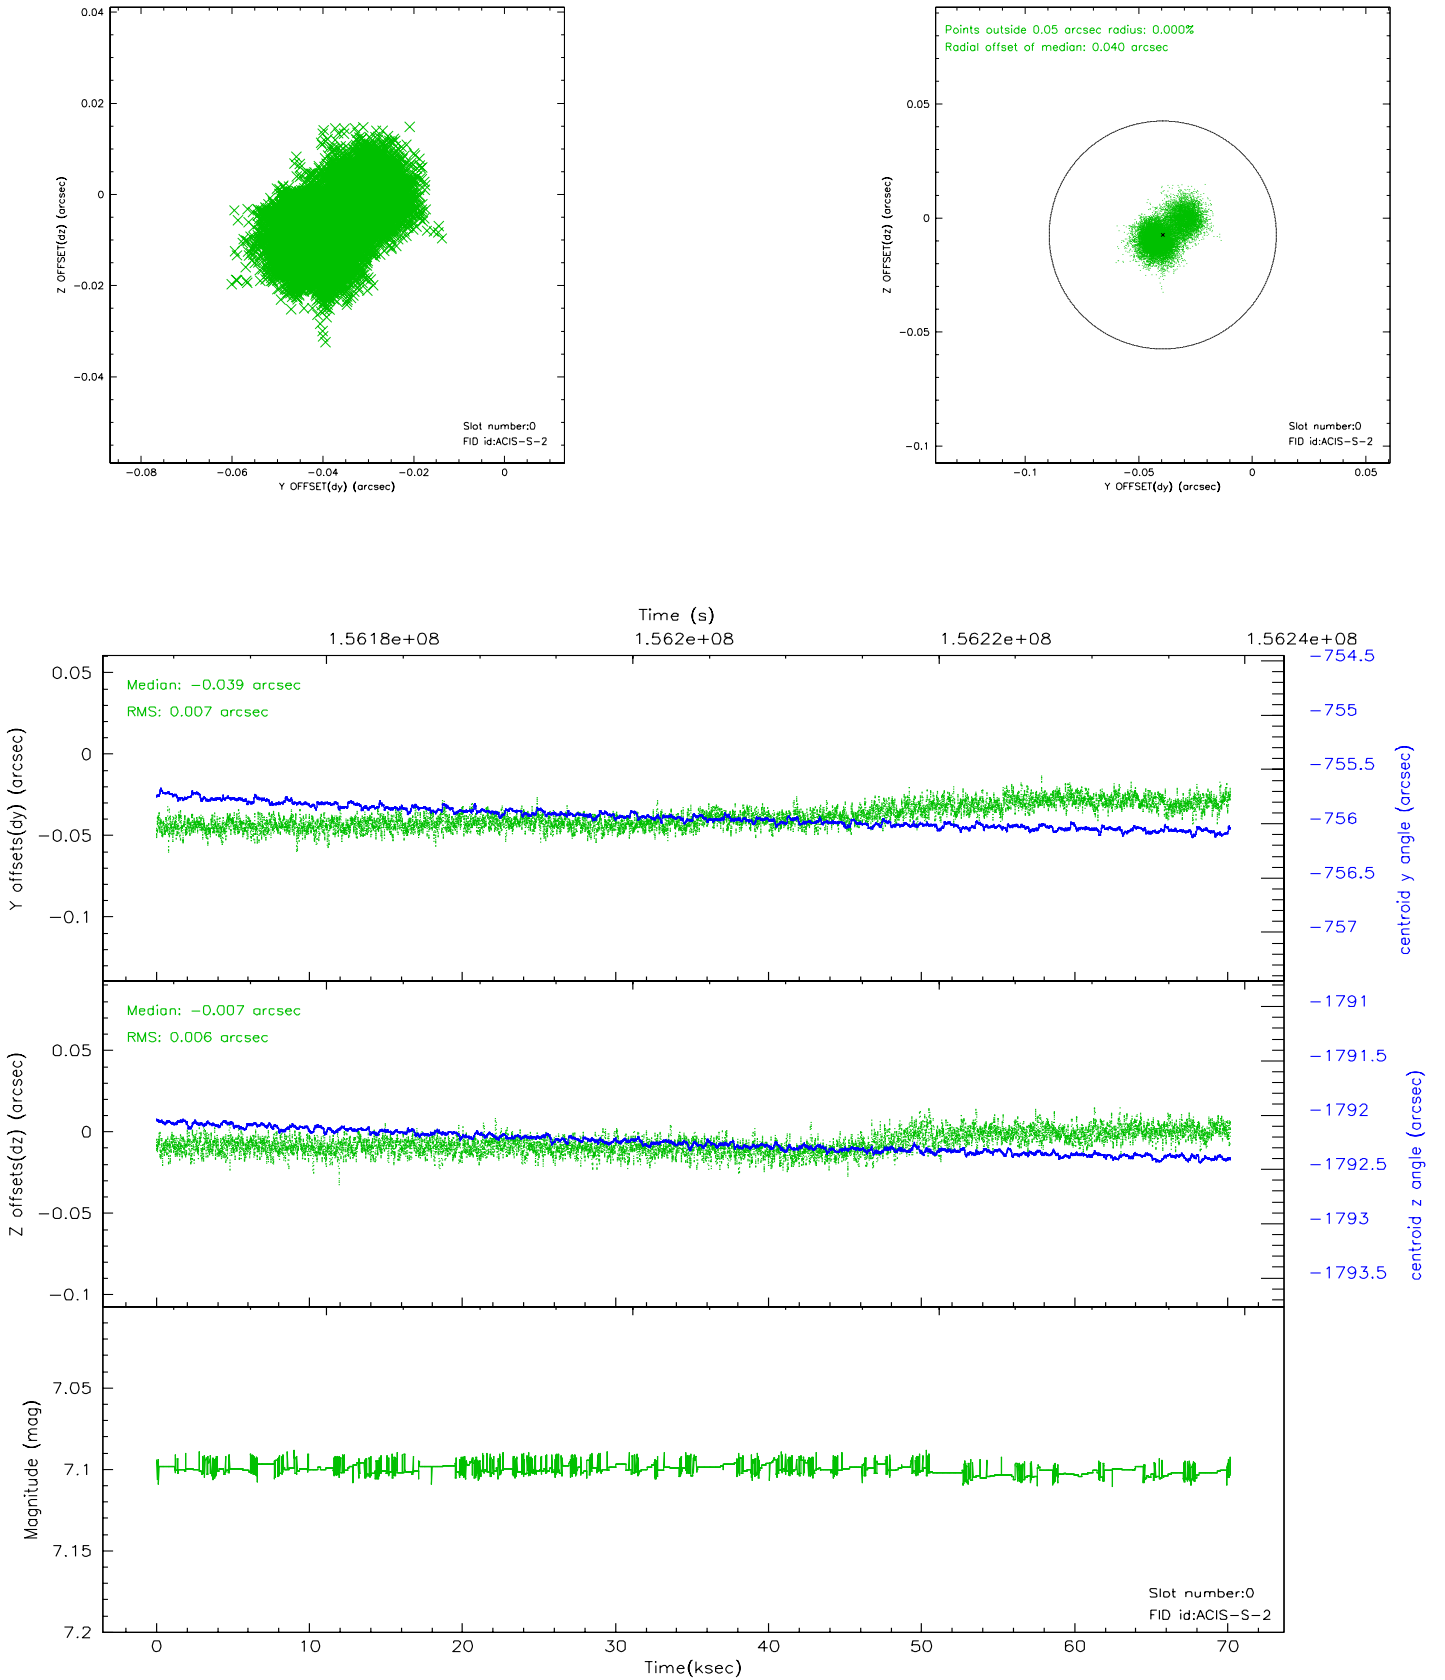 0.04
0.02
0
-0.02
-0.04
Z OFFSET(dz) (arcsec)
Slot number:0
FID id:ACIS-S-2
-0.08 -0.06 -0.04 -0.02 0
Y OFFSET(dy) (arcsec)
Points outside 0.05 arcsec radius: 0.000%
Radial offset of median: 0.040 arcsec
0.05
0
-0.05
-0.1
Z OFFSET(dz) (arcsec)
Slot number:0
FID id:ACIS-S-2
-0.1 -0.05 0 0.05
Y OFFSET(dy) (arcsec)
Time (s)
1.5618e+08 1.562e+08 1.5622e+08 1.5624e+08
Median: -0.039 arcsec
RMS: 0.007 arcsec
0.05
0
-0.05
-0.1
Y offsets(dy) (arcsec)
-754.5
-755
-755.5
-756
-756.5
-757
centroid y angle (arcsec)
Median: -0.007 arcsec
RMS: 0.006 arcsec
0.05
0
-0.05
-0.1
Z offsets(dz) (arcsec)
-1791
-1791.5
-1792
-1792.5
-1793
-1793.5
centroid z angle (arcsec)
7.05
7.1
7.15
7.2
Magnitude (mag)
Slot number:0
FID id:ACIS-S-2
0 10 20 30 40 50 60 70
Time(ksec)